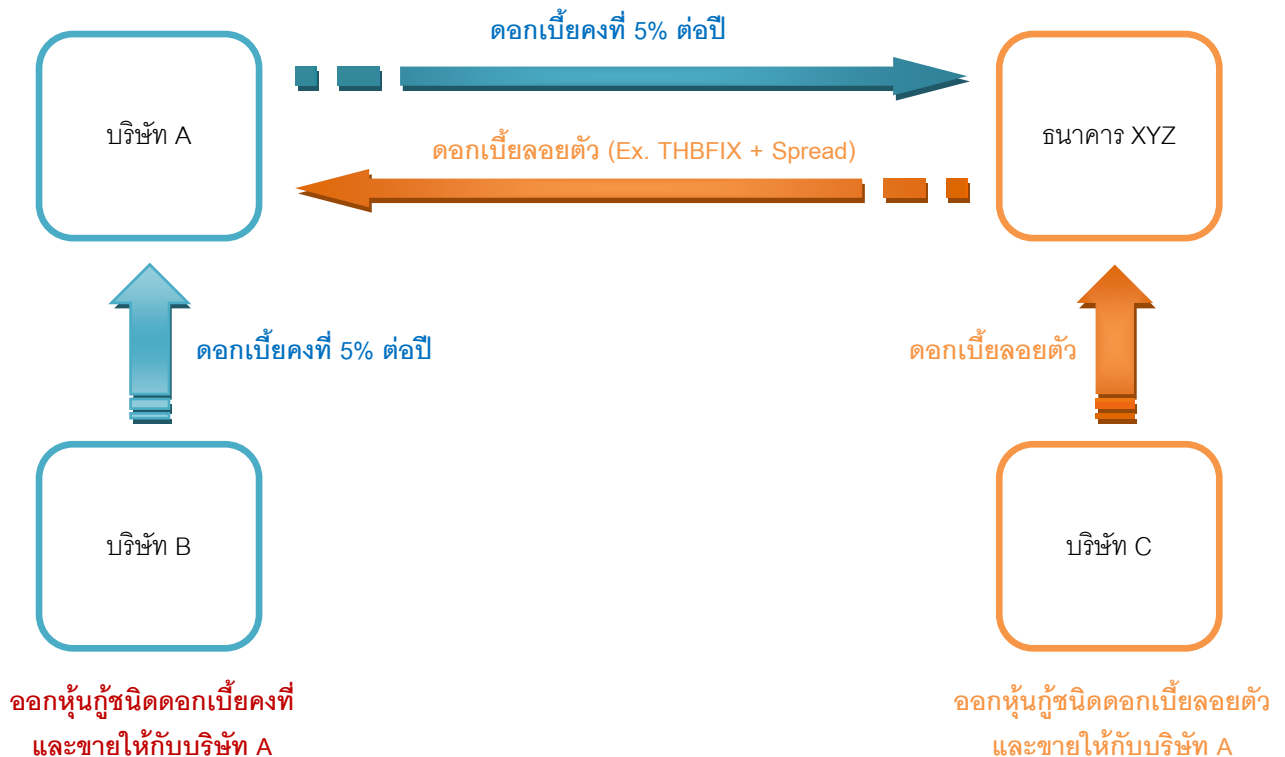 ดอกเบี้ยคงที่ 5% ต่อปี
บริษัท A
ธนาคาร XYZ
ดอกเบี้ยลอยตัว (Ex. THBFIX + Spread)
ดอกเบี้ยคงที่ 5% ต่อปี
ดอกเบี้ยลอยตัว
บริษัท B
บริษัท C
ออกหุ้นกู้ชนิดดอกเบี้ยคงที่
และขายให้กับบริษัท A
ออกหุ้นกู้ชนิดดอกเบี้ยลอยตัว
และขายให้กับบริษัท A